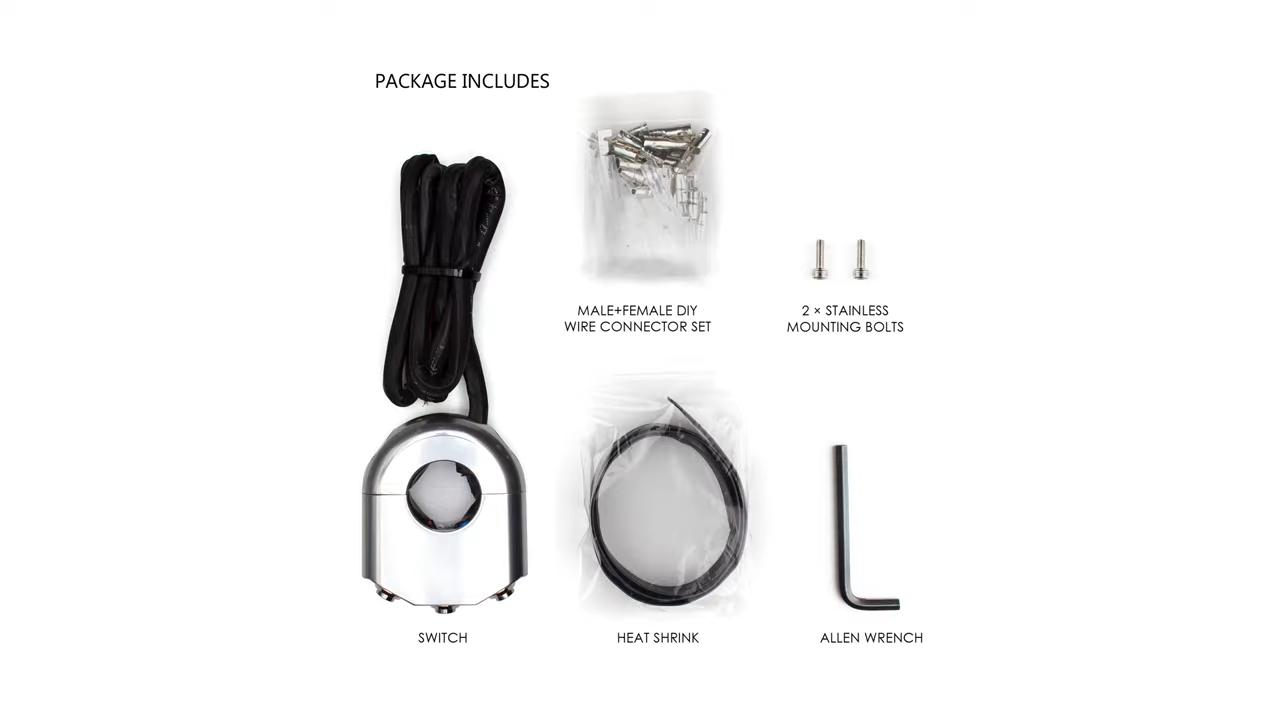 PACKAGE INCLUDES
MALE+FEMALE DIY
WIRE CONNECTOR SET
2 × STAINLESS
MOUNTING BOLTS
SWITCH
HEAT SHRINK
ALLEN WRENCH